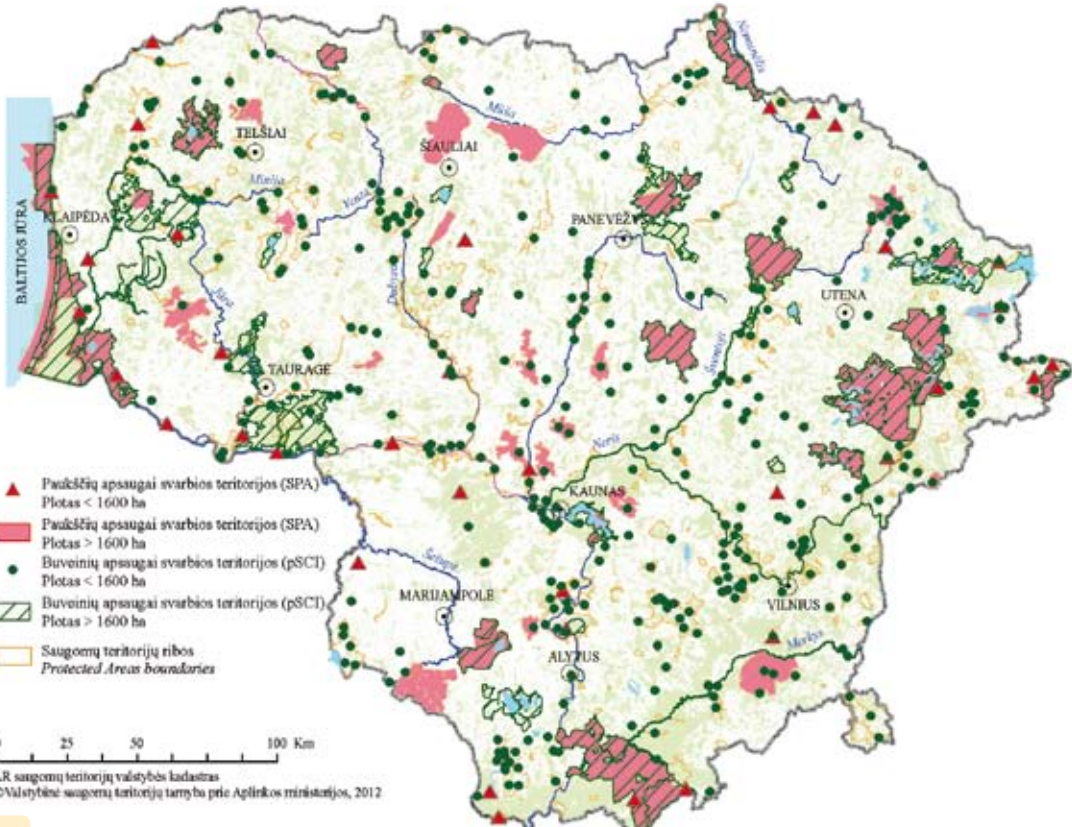 Nemunėlis
Mūša
TELŠIAI
ŠIAULIAI
Minija
Venta
KLAIPĖDA
PANEVĖŽYS
BALTIJOS JŪRA
Dubysa
Jūra
UTENA
Šventoji
TAURAGĖ
Neris
KAUNAS
Paukščių apsaugai svarbios teritorijos (SPA)
Plotas < 1600 ha
Paukščių apsaugai svarbios teritorijos (SPA)
Plotas > 1600 ha
Buveinių apsaugai svarbios teritorijos (pSCI)
Plotas < 1600 ha
Buveinių apsaugai svarbios teritorijos (pSCI)
Plotas > 1600 ha
Saugomų teritorijų ribos
Protected Areas boundaries
Šešupė
MARIJAMPOLĖ
VILNIUS
Merkys
ALYTUS
25 50 100 Km
LR saugomų teritorijų valstybės kadastras
©Valstybinė saugomų teritorijų tarnyba prie Aplinkos ministerijos, 2012